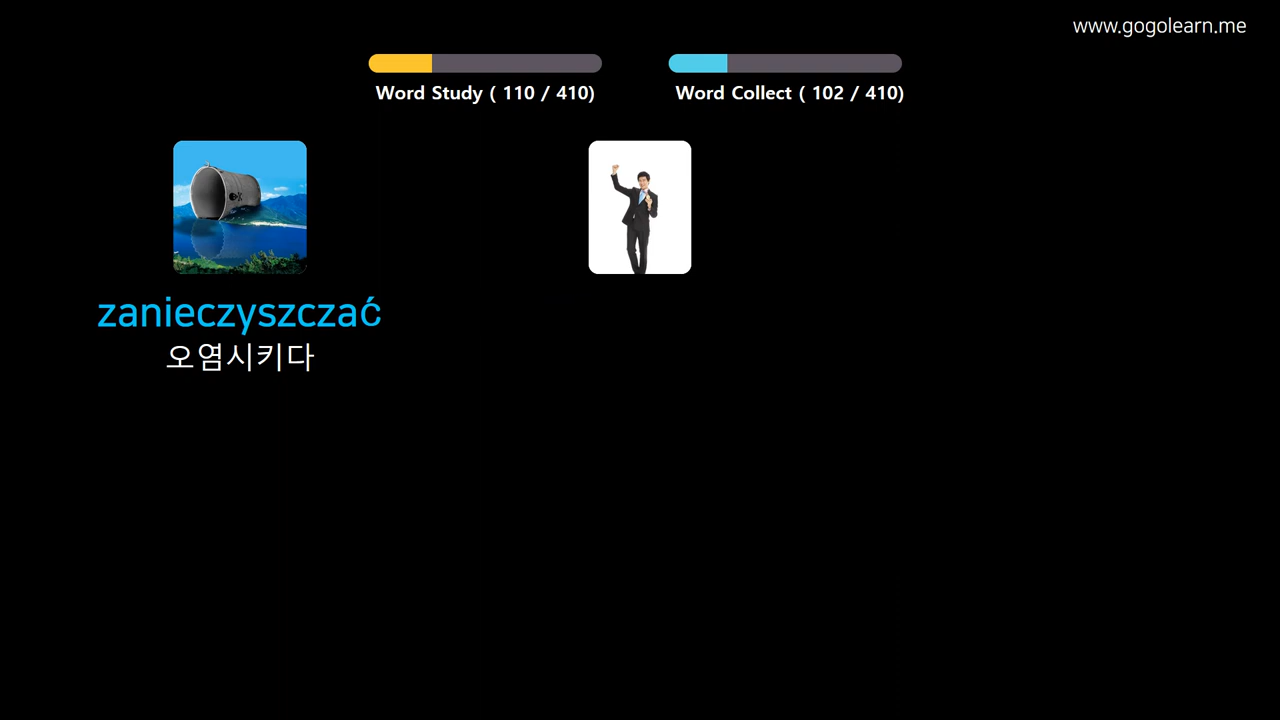 www.gogolearn.me
Word Study ( 110 / 410)
Word Collect ( 102 / 410)
zanieczyszczać
오염시키다